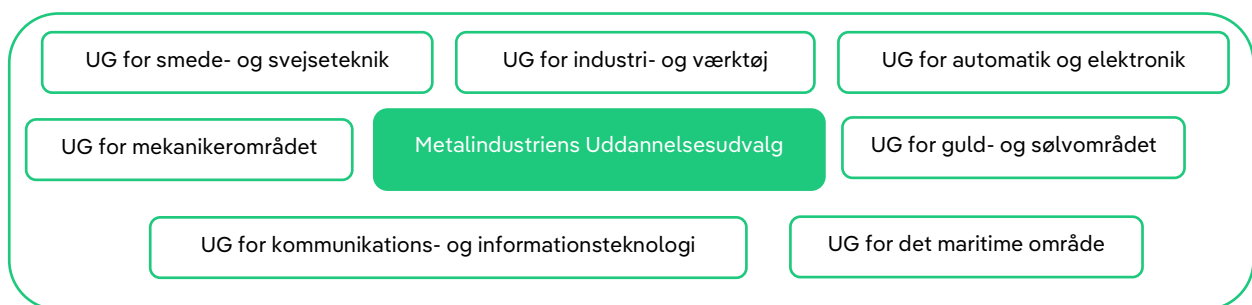 UG for smede- og svejseteknik
UG for industri- og værktøj
UG for automatik og elektronik
UG for mekanikerområdet
Metalindustriens Uddannelsesudvalg
UG for guld- og sølvområdet
UG for kommunikations- og informationsteknologi
UG for det maritime område